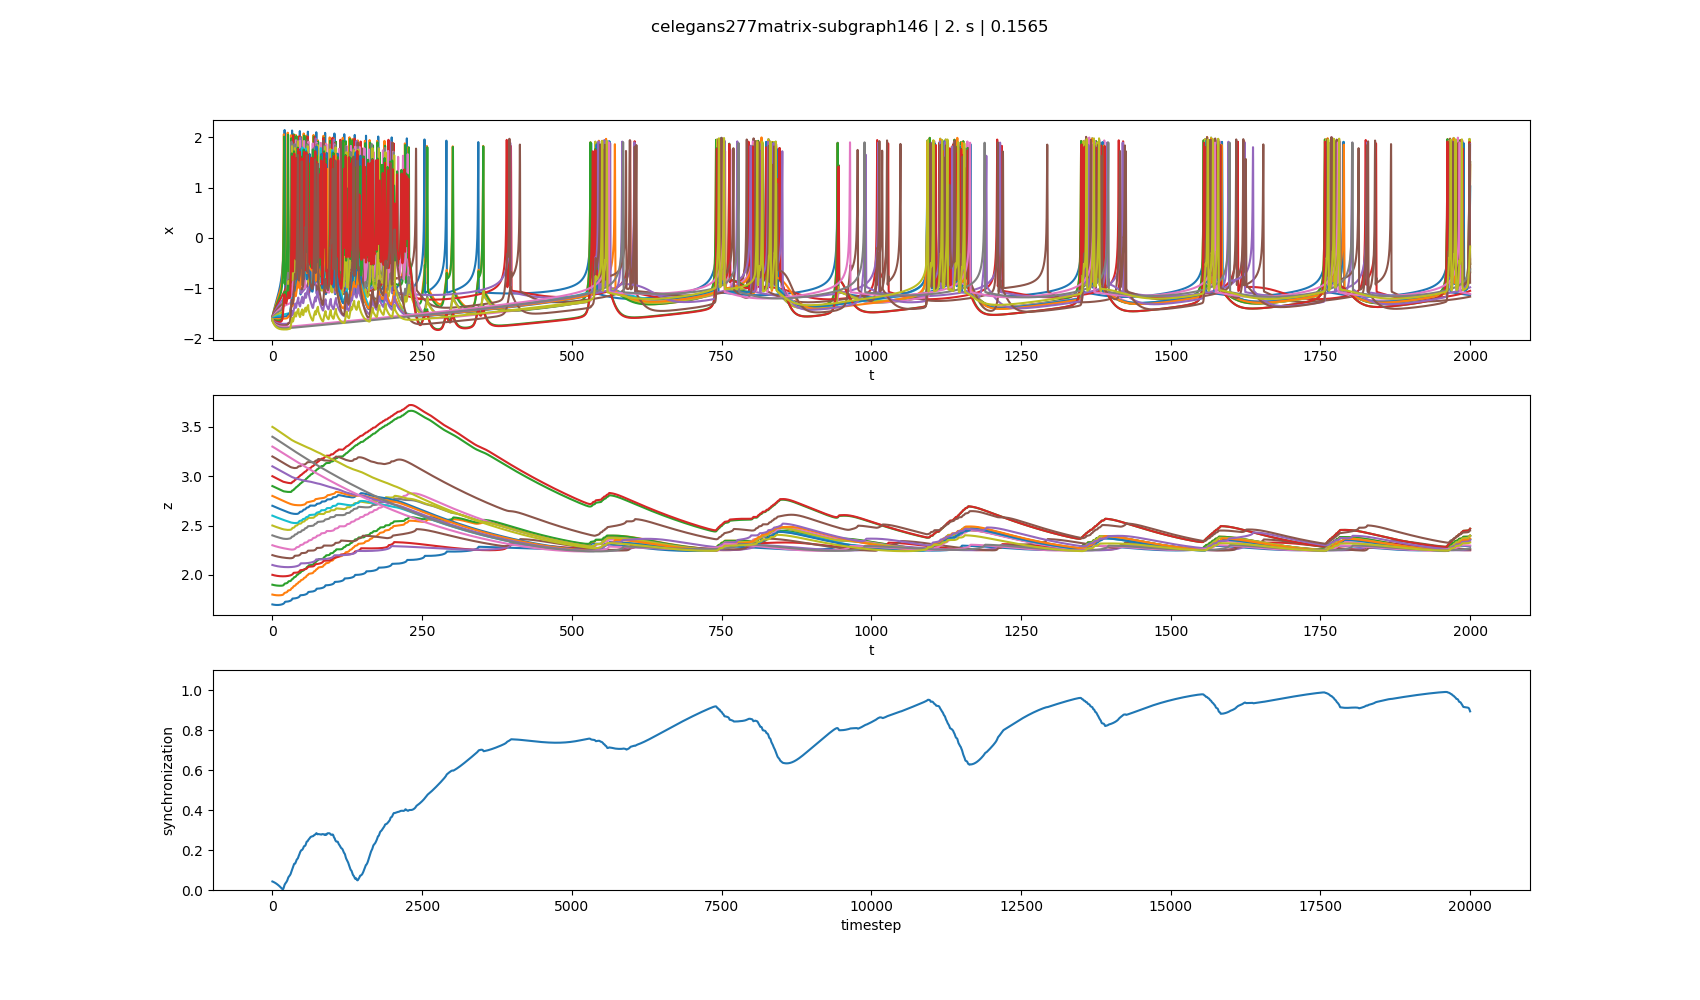 celegans277matrix-subgraph146 | 2. s | 0.1565
2
1
0
−1
−2
x
0 250 500 750 1000 1250 1500 1750 2000
t
3.5
3.0
2.5
2.0
z
0 250 500 750 1000 1250 1500 1750 2000
t
1.0
0.8
0.6
0.4
0.2
0.0
synchronization
0 2500 5000 7500 10000 12500 15000 17500 20000
timestep